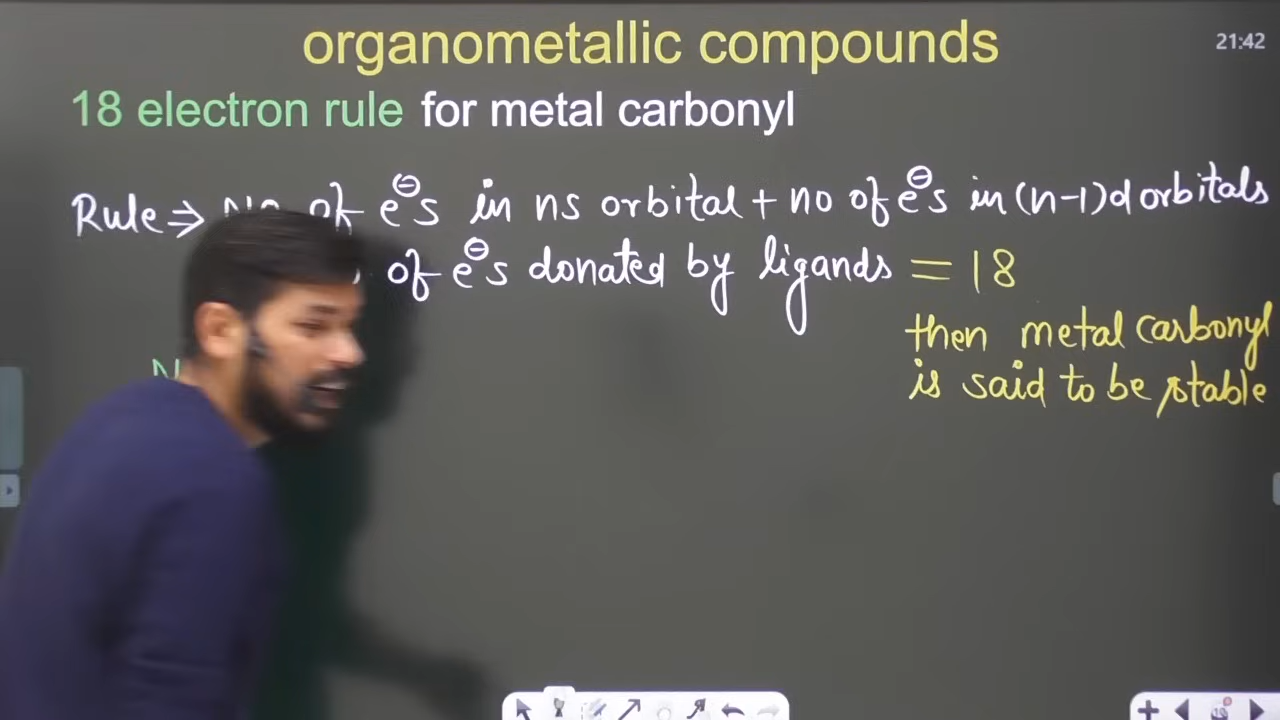 organometallic compounds
21:42
18 electron rule for metal carbonyl
Rule ⇒ No of e⊖s in ns orbital + no of e⊖s in (n-1)d orbitals
of e⊖s donated by ligands = 18
then metal carbonyl
is said to be stable
N